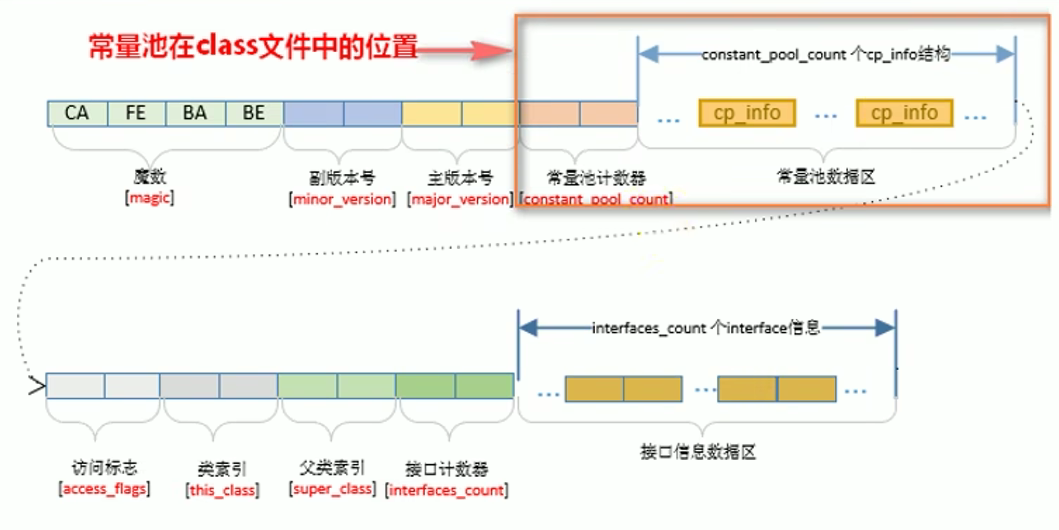 常量池在class文件中的位置
constant_pool_count 个cp_info结构
CA FE BA BE ... cp_info ... cp_info ...
魔数 副版本号 主版本号 常量池计数器 常量池数据区
[magic] [minor_version] [major_version] [constant_pool_count]
interfaces_count 个interface信息
... ... ...
访问标志 类索引 父类索引 接口计数器 接口信息数据区
[access_flags] [this_class] [super_class] [interfaces_count]